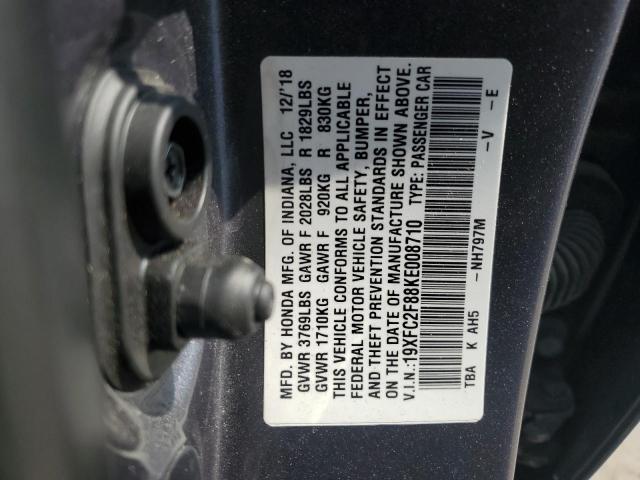 MFD. BY HONDA MFG. OF INDIANA, LLC 12/'18
GVWR 3769LBS GAWR F 2028LBS R 1829LBS
GVWR 1710KG GAWR F 920KG R 830KG
THIS VEHICLE CONFORMS TO ALL APPLICABLE
FEDERAL MOTOR VEHICLE SAFETY, BUMPER,
AND THEFT PREVENTION STANDARDS IN EFFECT
ON THE DATE OF MANUFACTURE SHOWN ABOVE.
V.I.N.:19XFC2F88KE008710 TYPE: PASSENGER CAR
TBA K AH5 -NH797M -V -E